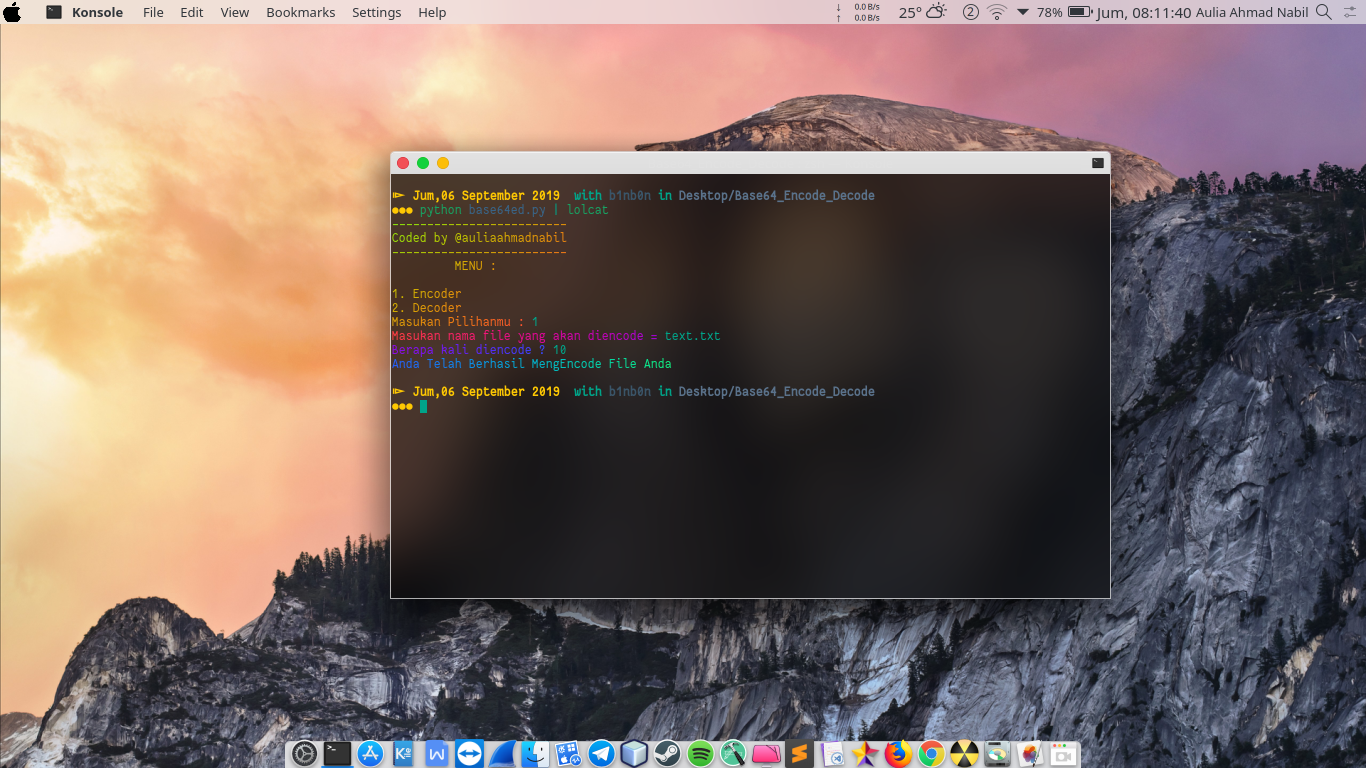 Konsole File Edit View Bookmarks Settings Help
↓ 0.0 B/s
↑ 0.0 B/s
25° 2 78% Jum, 08:11:40 Aulia Ahmad Nabil
Jum,06 September 2019 with b1nb0n in Desktop/Base64_Encode_Decode
●●● python base64ed.py | lolcat
-------------------------
Coded by @auliaahmadnabil
-------------------------
MENU :
1. Encoder
2. Decoder
Masukan Pilihanmu : 1
Masukan nama file yang akan diencode = text.txt
Berapa kali diencode ? 10
Anda Telah Berhasil MengEncode File Anda
Jum,06 September 2019 with b1nb0n in Desktop/Base64_Encode_Decode
●●●